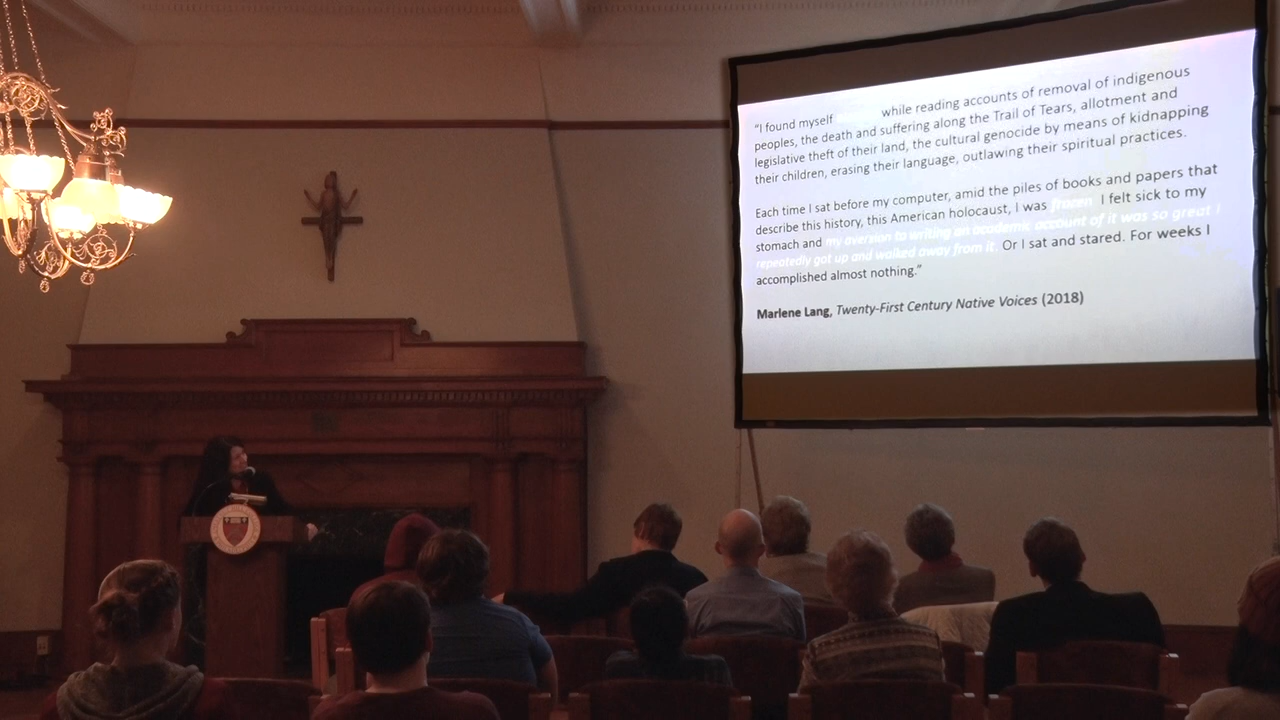 "I found myself while reading accounts of removal of indigenous
peoples, the death and suffering along the Trail of Tears, allotment and
legislative theft of their land, the cultural genocide by means of kidnapping
their children, erasing their language, outlawing their spiritual practices.
Each time I sat before my computer, amid the piles of books and papers that
describe this history, this American holocaust, I was frozen I felt sick to my
stomach and my aversion to writing an academic account of it was so great I
repeatedly got up and walked away from it. Or I sat and stared. For weeks I
accomplished almost nothing."
Marlene Lang, Twenty-First Century Native Voices (2018)